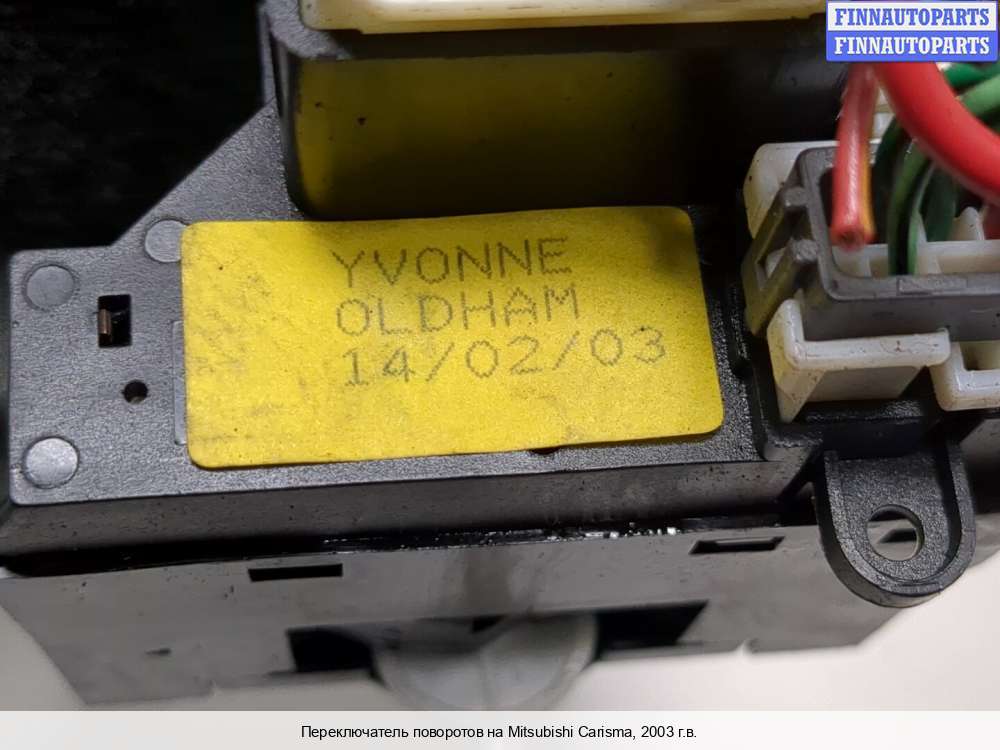 FINNAUTOPARTS
FINNAUTOPARTS
YVONNE
OLDHAM
14/02/03
Переключатель поворотов на Mitsubishi Carisma, 2003 г.в.